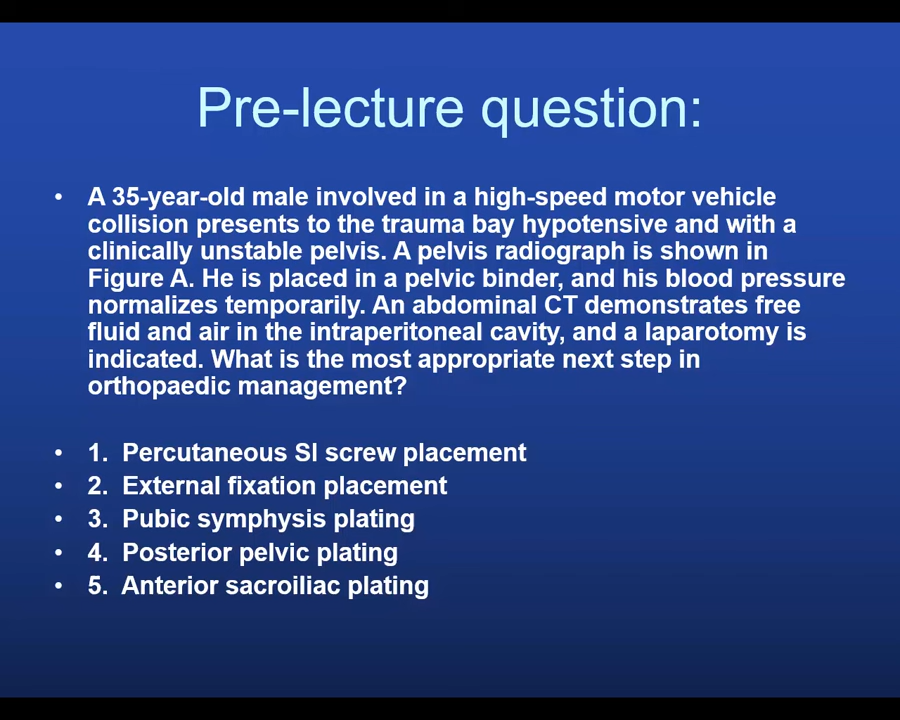 Pre-lecture question:
• A 35-year-old male involved in a high-speed motor vehicle
collision presents to the trauma bay hypotensive and with a
clinically unstable pelvis. A pelvis radiograph is shown in
Figure A. He is placed in a pelvic binder, and his blood pressure
normalizes temporarily. An abdominal CT demonstrates free
fluid and air in the intraperitoneal cavity, and a laparotomy is
indicated. What is the most appropriate next step in
orthopaedic management?
• 1. Percutaneous SI screw placement
• 2. External fixation placement
• 3. Pubic symphysis plating
• 4. Posterior pelvic plating
• 5. Anterior sacroiliac plating